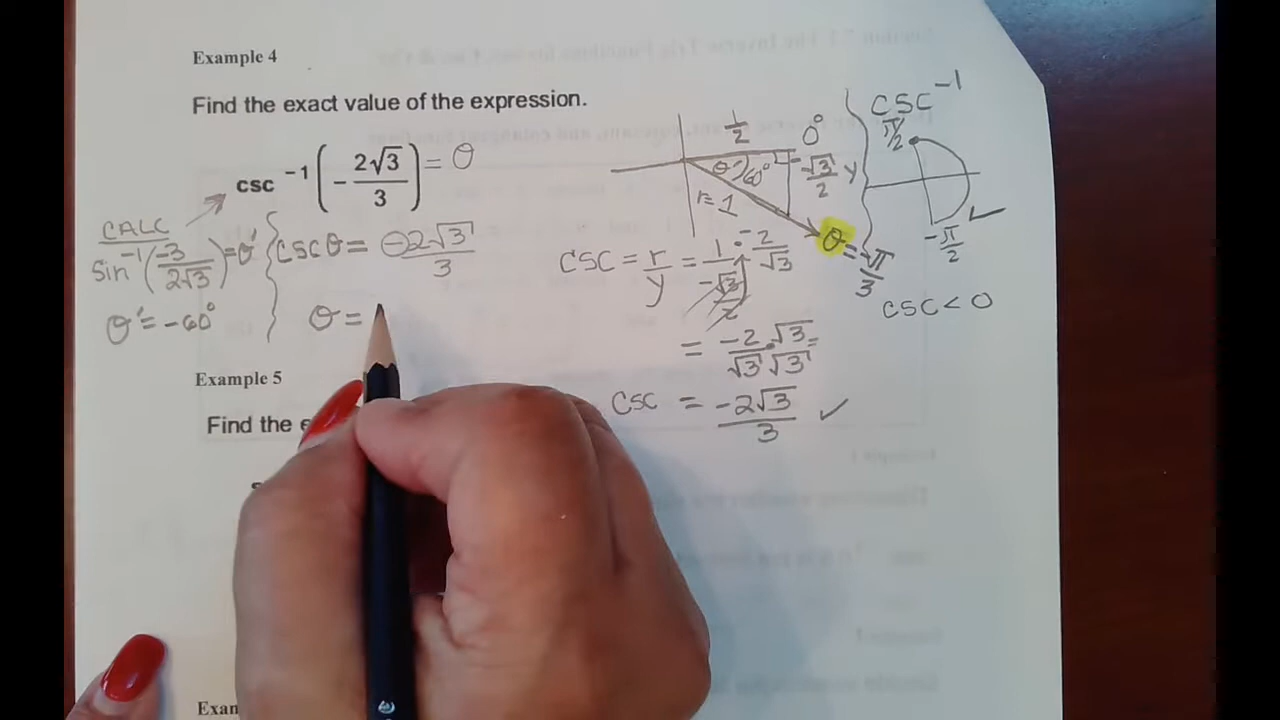 Example 4
Find the exact value of the expression.
csc⁻¹(-2√3/3) = θ
CALC
sin⁻¹(-3/2√3) = θ'
θ' = -60°
csc θ = -2√3/3
θ =
1/2
0°
θ' 60°
-√3/2 y
r=1
θ = -π/3
CSC = r/y = 1/(-√3/2) · -2/√3
= -2/√3 · √3/√3 =
CSC = -2√3/3 ✓
CSC⁻¹
π/2
-π/2
CSC < 0
Example 5
Find the e
Exan